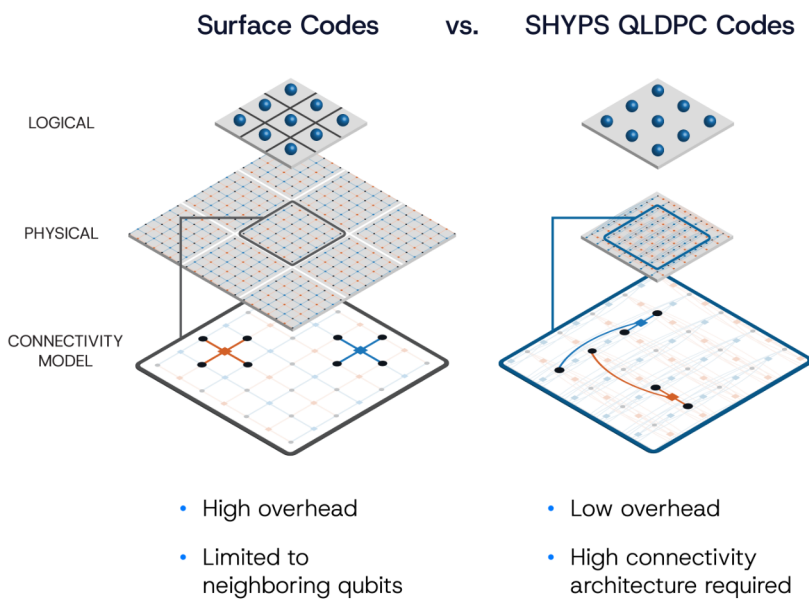 Surface Codes vs. SHYPS QLDPC Codes
LOGICAL
PHYSICAL
CONNECTIVITY
MODEL
• High overhead
• Limited to
neighboring qubits
• Low overhead
• High connectivity
architecture required